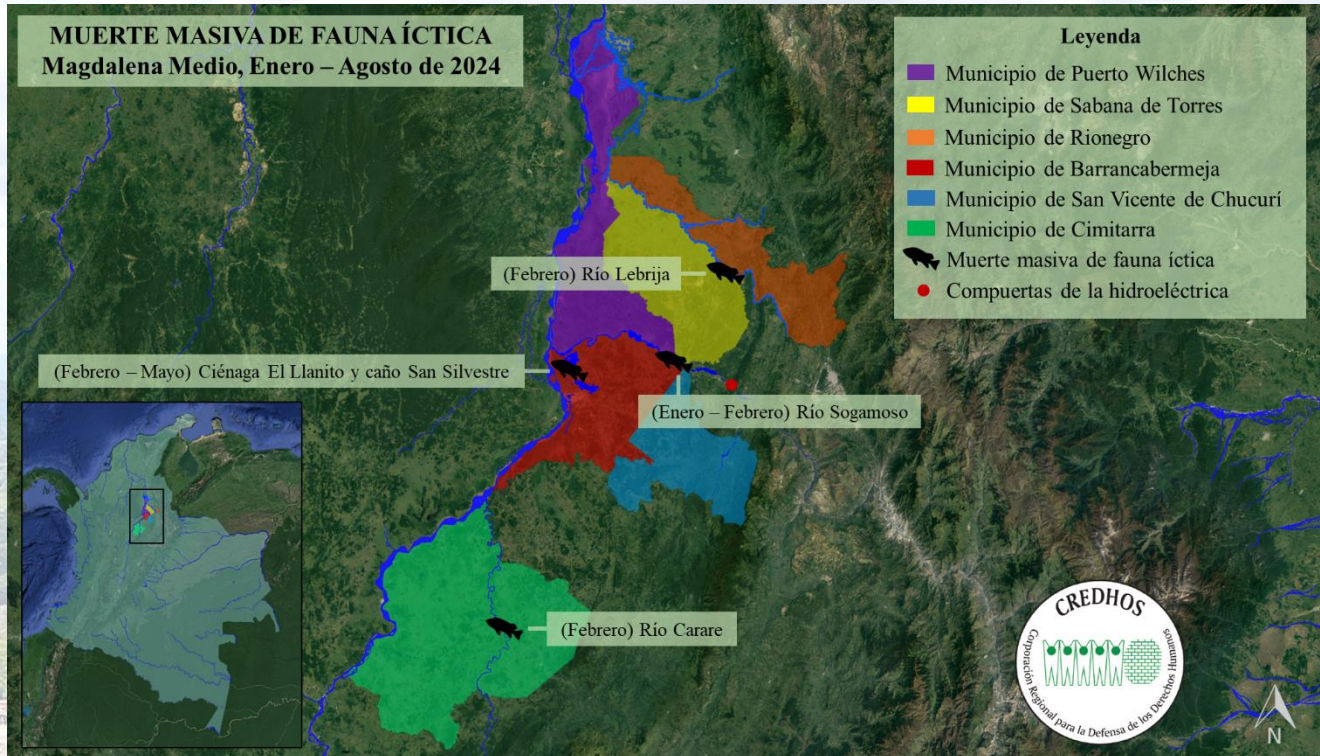 MUERTE MASIVA DE FAUNA ÍCTICA
Magdalena Medio, Enero – Agosto de 2024
Leyenda
Municipio de Puerto Wilches
Municipio de Sabana de Torres
Municipio de Rionegro
Municipio de Barrancabermeja
Municipio de San Vicente de Chucurí
Municipio de Cimitarra
Muerte masiva de fauna íctica
Compuertas de la hidroeléctrica
(Febrero) Río Lebrija
(Febrero – Mayo) Ciénaga El Llanito y caño San Silvestre
(Enero – Febrero) Río Sogamoso
(Febrero) Río Carare
CREDHOS
Corporación Regional para la Defensa de los Derechos Humanos
N